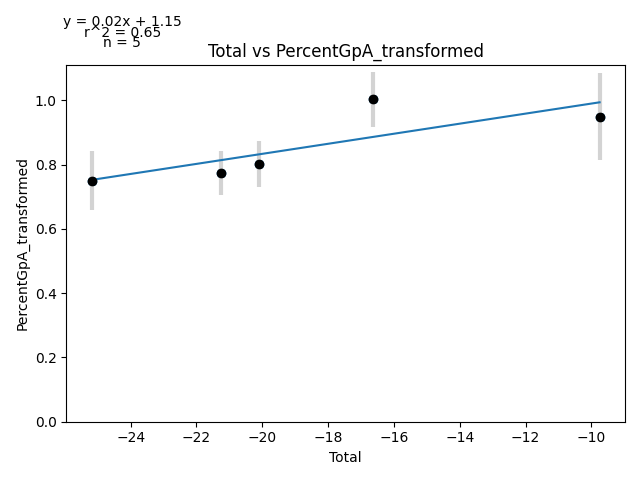 y = 0.02x + 1.15
r^2 = 0.65
n = 5
Total vs PercentGpA_transformed
1.0
0.8
0.6
0.4
0.2
0.0
PercentGpA_transformed
−24
−22
−20
−18
−16
−14
−12
−10
Total